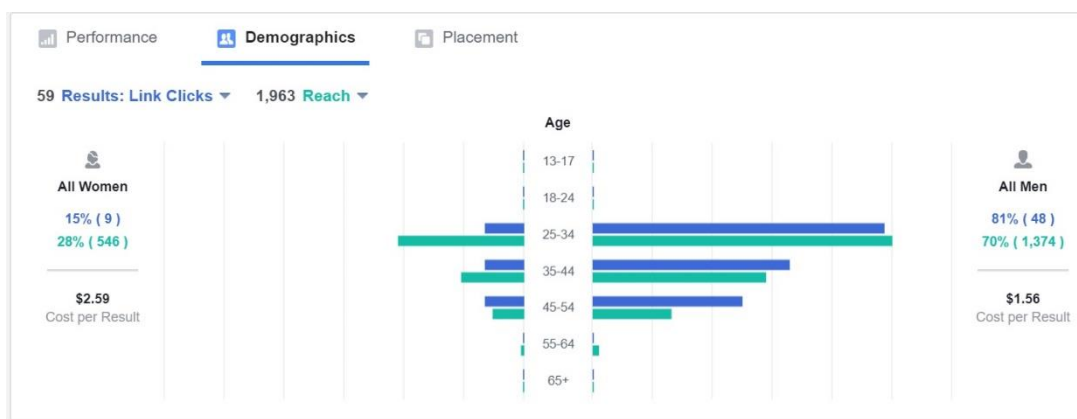 Performance Demographics Placement
59 Results: Link Clicks 1,963 Reach
Age
13-17
18-24
25-34
35-44
45-54
55-64
65+
All Women
15% ( 9 )
28% ( 546 )
$2.59
Cost per Result
All Men
81% ( 48 )
70% ( 1,374 )
$1.56
Cost per Result